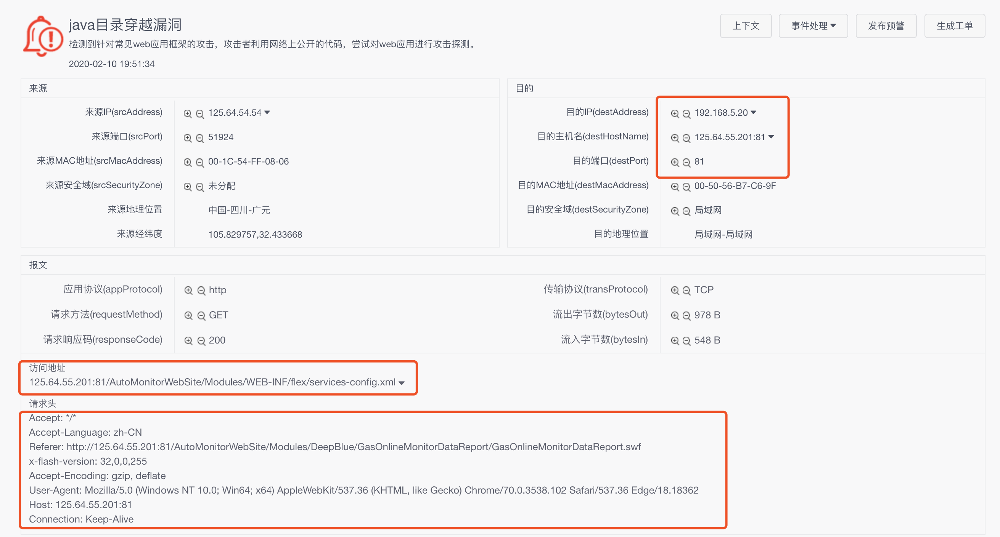 java目录穿越漏洞
上下文
事件处理
发布预警
生成工单
检测到针对常见web应用框架的攻击，攻击者利用网络上公开的代码，尝试对web应用进行攻击探测。
2020-02-10 19:51:34
来源
来源IP(srcAddress) 125.64.54.54
来源端口(srcPort) 51924
来源MAC地址(srcMacAddress) 00-1C-54-FF-08-06
来源安全域(srcSecurityZone) 未分配
来源地理位置 中国-四川-广元
来源经纬度 105.829757,32.433668
目的
目的IP(destAddress) 192.168.5.20
目的主机名(destHostName) 125.64.55.201:81
目的端口(destPort) 81
目的MAC地址(destMacAddress) 00-50-56-B7-C6-9F
目的安全域(destSecurityZone) 局域网
目的地理位置 局域网-局域网
报文
应用协议(appProtocol) http
传输协议(transProtocol) TCP
请求方法(requestMethod) GET
流出字节数(bytesOut) 978 B
请求响应码(responseCode) 200
流入字节数(bytesIn) 548 B
访问地址
125.64.55.201:81/AutoMonitorWebSite/Modules/WEB-INF/flex/services-config.xml
请求头
Accept: */*
Accept-Language: zh-CN
Referer: http://125.64.55.201:81/AutoMonitorWebSite/Modules/DeepBlue/GasOnlineMonitorDataReport/GasOnlineMonitorDataReport.swf
x-flash-version: 32,0,0,255
Accept-Encoding: gzip, deflate
User-Agent: Mozilla/5.0 (Windows NT 10.0; Win64; x64) AppleWebKit/537.36 (KHTML, like Gecko) Chrome/70.0.3538.102 Safari/537.36 Edge/18.18362
Host: 125.64.55.201:81
Connection: Keep-Alive